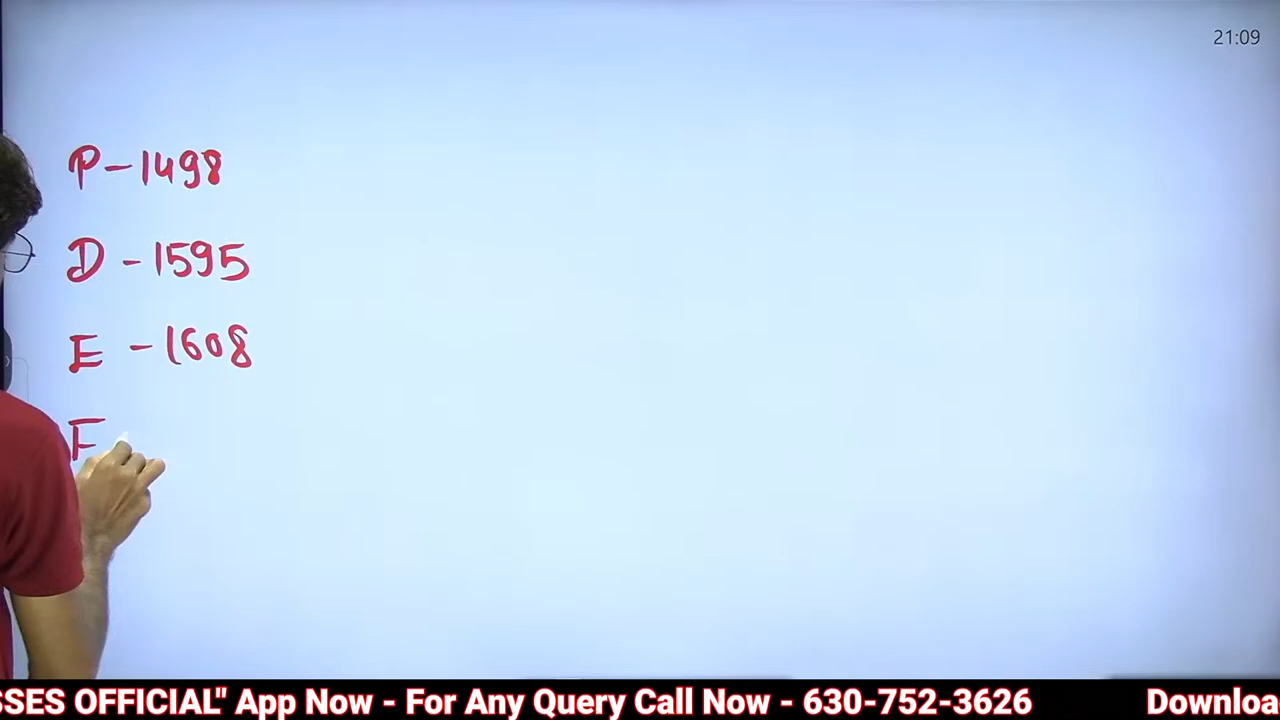 21:09
P - 1498
D - 1595
E - 1608
F
SSES OFFICIAL" App Now - For Any Query Call Now - 630-752-3626 Downloa